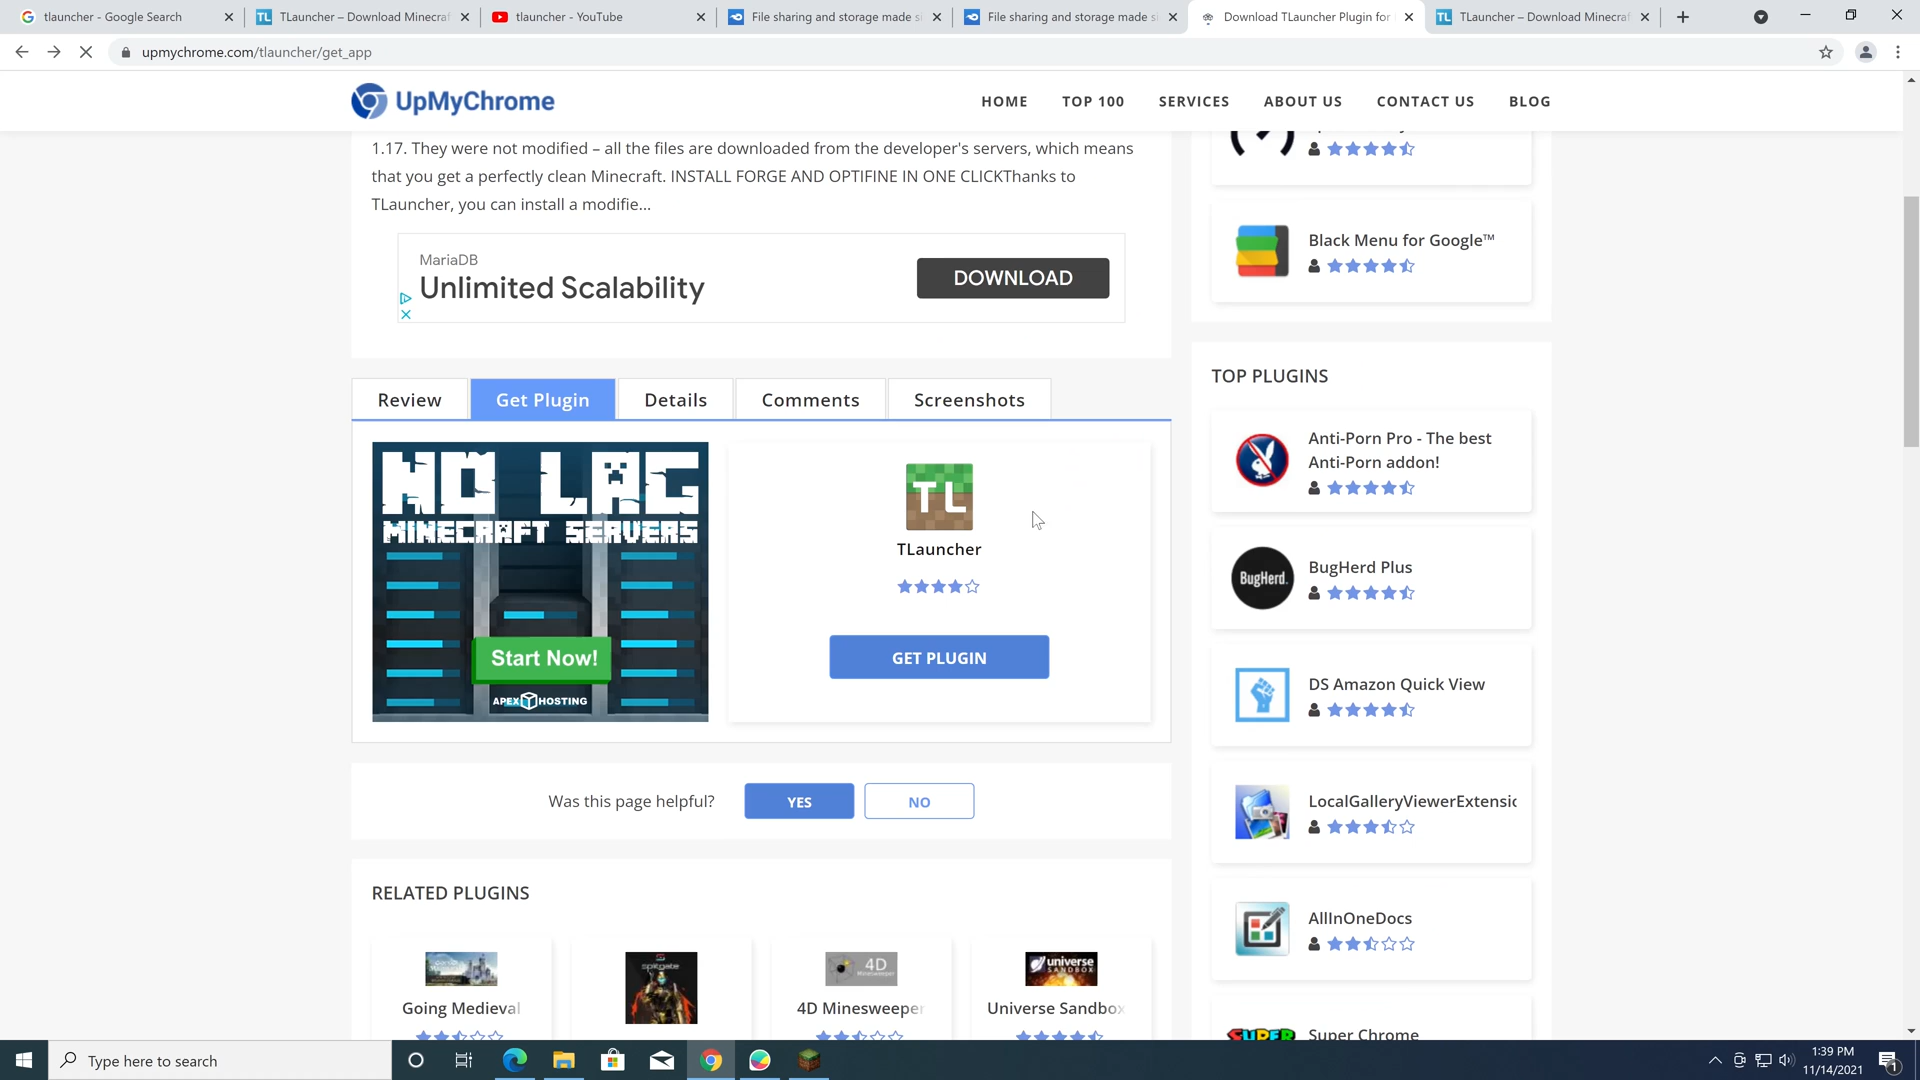 tlauncher - Google Search
TLauncher – Download Minecraf
tlauncher - YouTube
File sharing and storage made si
File sharing and storage made si
Download TLauncher Plugin for
TLauncher – Download Minecraf
upmychrome.com/tlauncher/get_app
UpMyChrome
HOME
TOP 100
SERVICES
ABOUT US
CONTACT US
BLOG
1.17. They were not modified – all the files are downloaded from the developer's servers, which means
that you get a perfectly clean Minecraft. INSTALL FORGE AND OPTIFINE IN ONE CLICKThanks to
TLauncher, you can install a modifie...
MariaDB
Unlimited Scalability
DOWNLOAD
Black Menu for Google™
Review
Get Plugin
Details
Comments
Screenshots
NO LAG
MINECRAFT SERVERS
Start Now!
APEX HOSTING
TL
TLauncher
GET PLUGIN
TOP PLUGINS
Anti-Porn Pro - The best
Anti-Porn addon!
BugHerd.
BugHerd Plus
DS Amazon Quick View
LocalGalleryViewerExtensio
AllInOneDocs
SUPER
Super Chrome
Was this page helpful?
YES
NO
RELATED PLUGINS
Going Medieval
splitgate
4D
Minesweeper
4D Minesweeper
universe
SANDBOX
Universe Sandbox
Type here to search
1:39 PM
11/14/2021
1